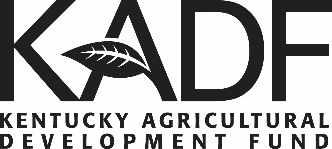 KADF
KENTUCKY AGRICULTURAL
DEVELOPMENT FUND